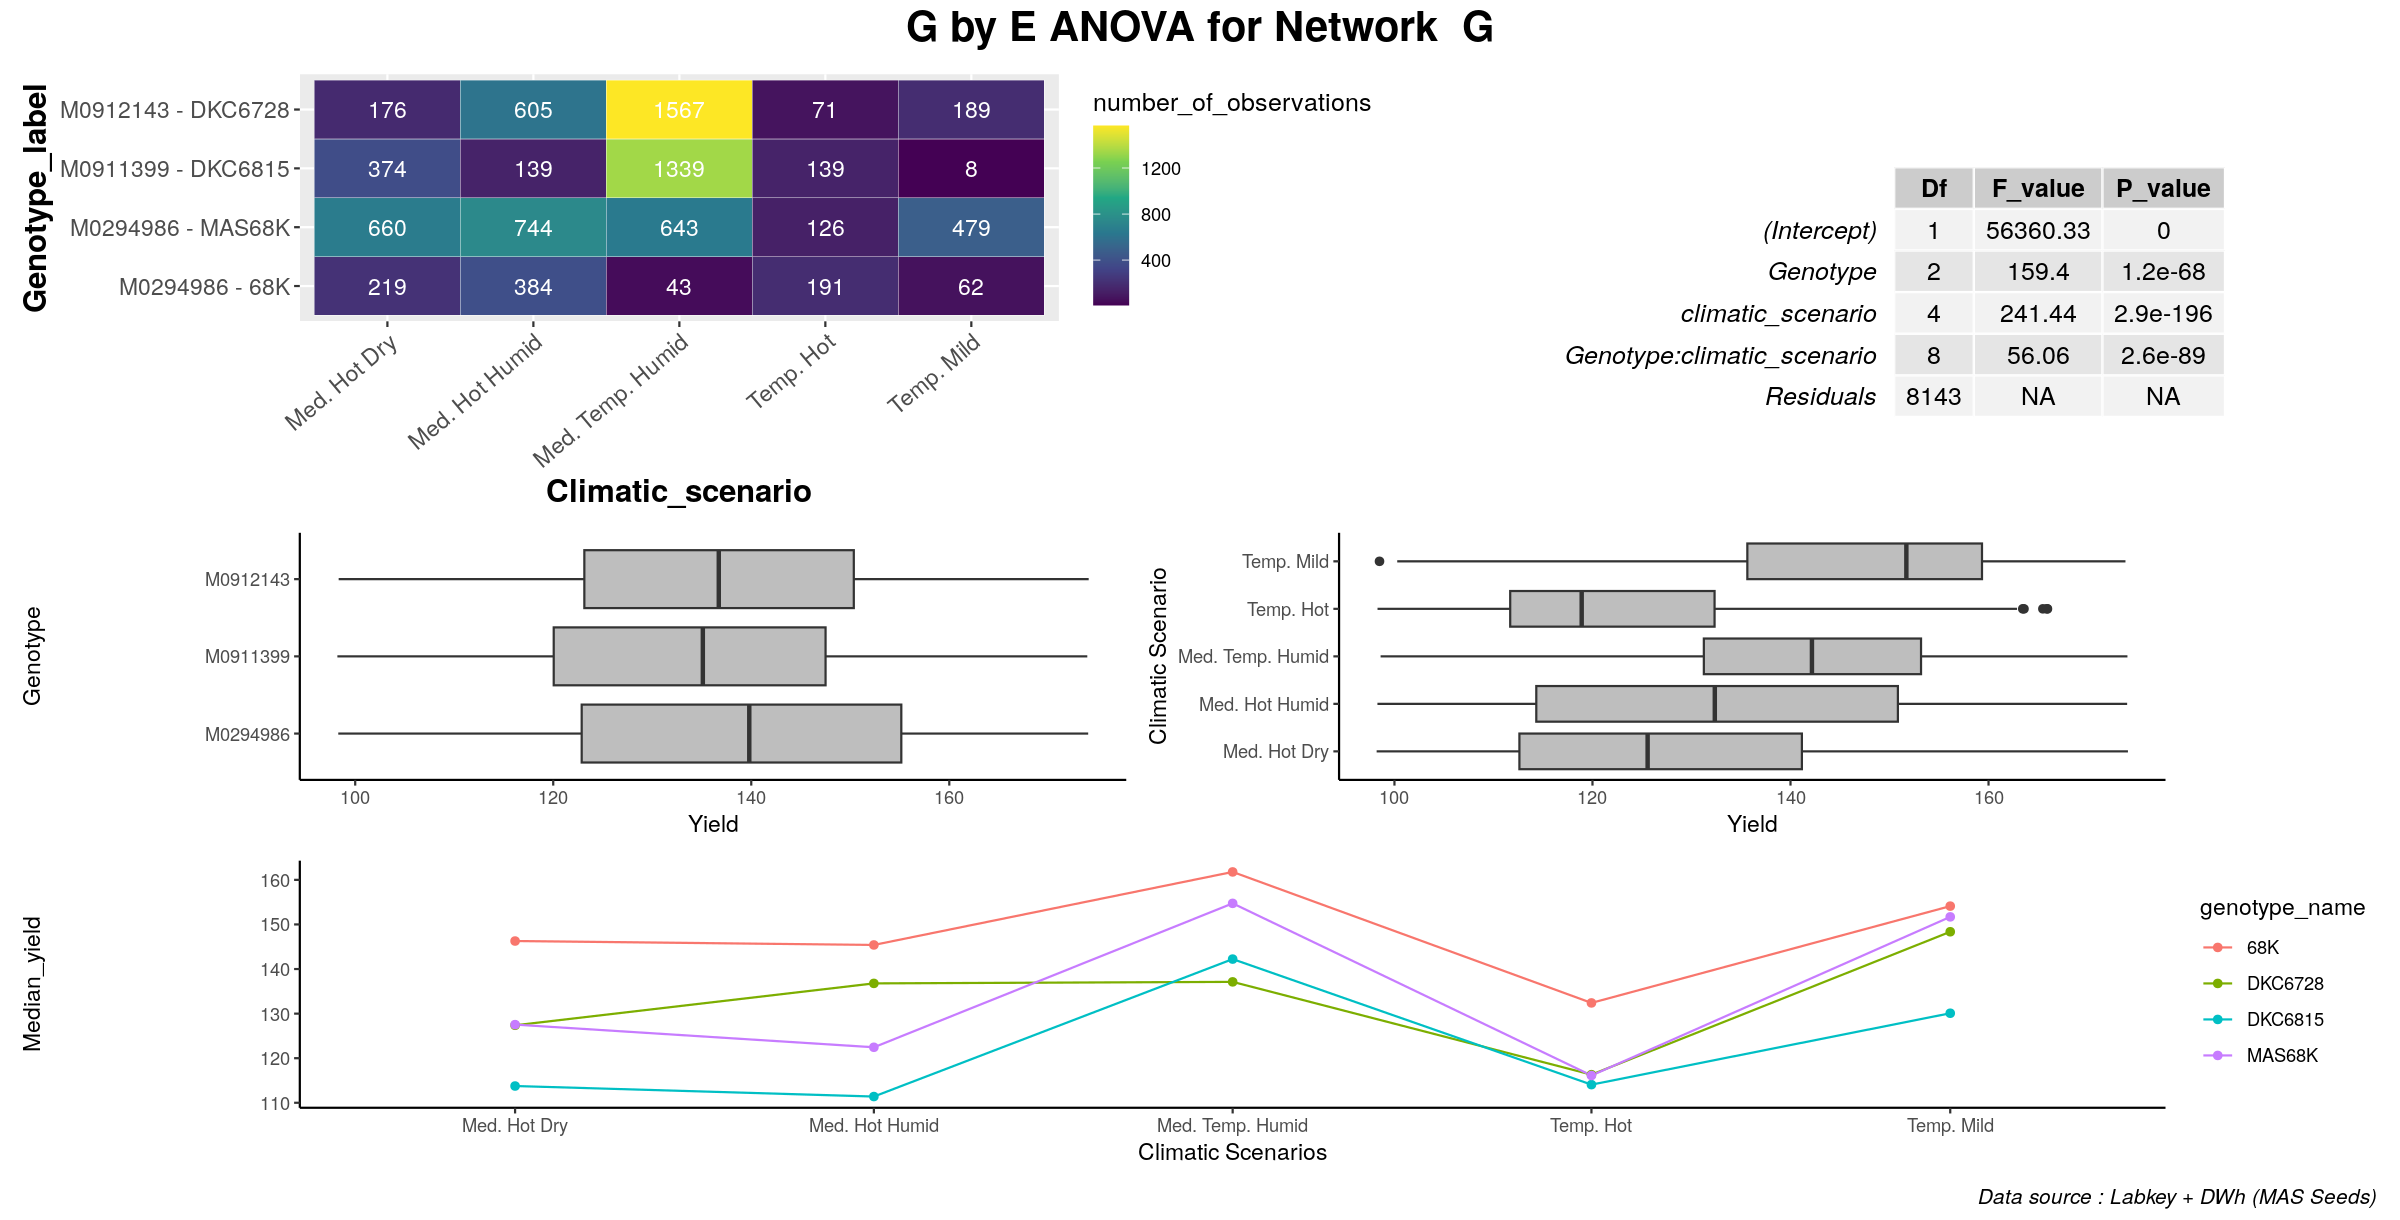 G by E ANOVA for Network  G
Genotype_label
M0912143 - DKC6728 176 605 1567 71 189
M0911399 - DKC6815 374 139 1339 139 8
M0294986 - MAS68K 660 744 643 126 479
M0294986 - 68K 219 384 43 191 62
Med. Hot Dry
Med. Hot Humid
Med. Temp. Humid
Temp. Hot
Temp. Mild
Climatic_scenario
number_of_observations
1200
800
400
Df F_value P_value
(Intercept) 1 56360.33 0
Genotype 2 159.4 1.2e-68
climatic_scenario 4 241.44 2.9e-196
Genotype:climatic_scenario 8 56.06 2.6e-89
Residuals 8143 NA NA
Genotype
M0912143
M0911399
M0294986
100 120 140 160
Yield
Climatic Scenario
Temp. Mild
Temp. Hot
Med. Temp. Humid
Med. Hot Humid
Med. Hot Dry
100 120 140 160
Yield
Median_yield
160
150
140
130
120
110
Med. Hot Dry Med. Hot Humid Med. Temp. Humid Temp. Hot Temp. Mild
Climatic Scenarios
genotype_name
68K
DKC6728
DKC6815
MAS68K
Data source : Labkey + DWh (MAS Seeds)